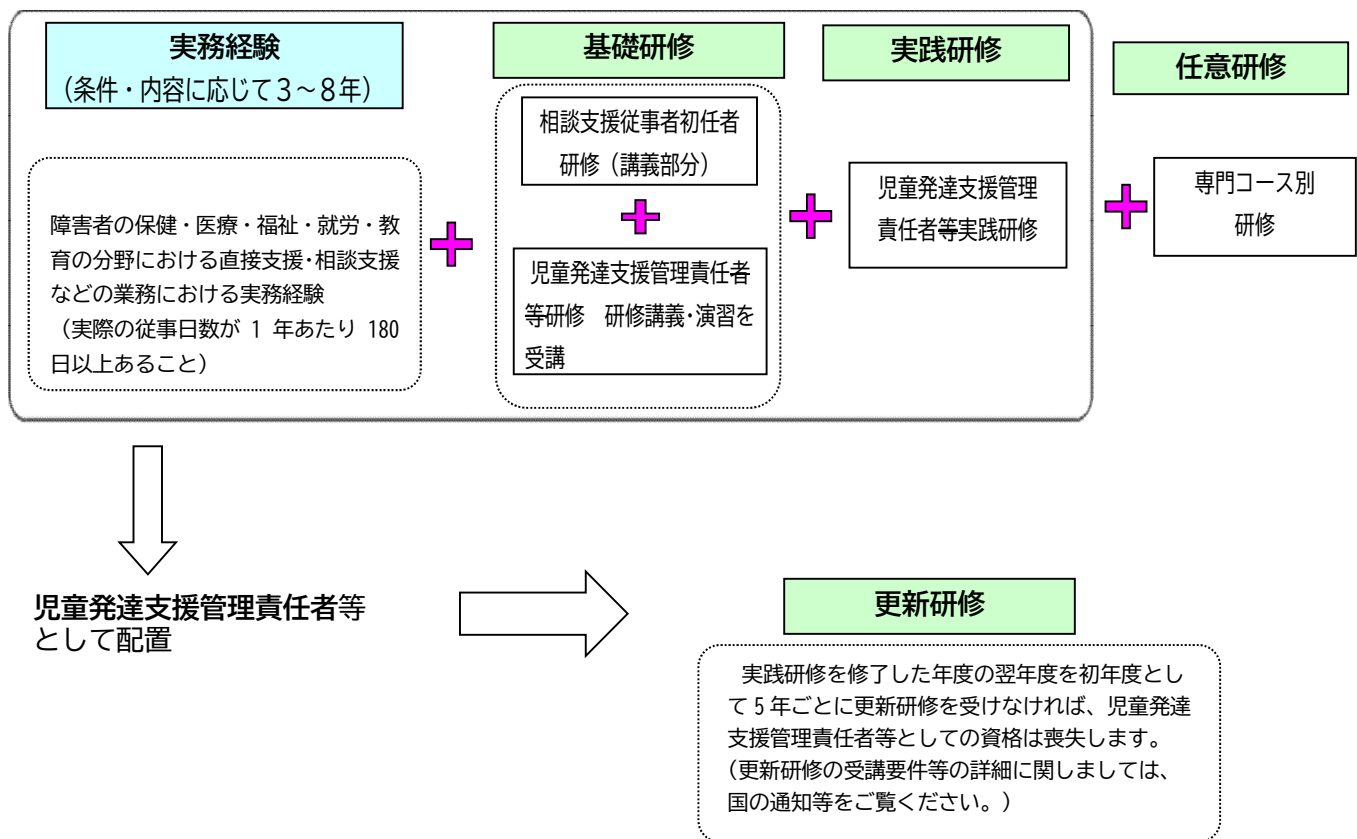 実務経験
（条件・内容に応じて３～８年）
障害者の保健・医療・福祉・就労・教
育の分野における直接支援・相談支援
などの業務における実務経験
（実際の従事日数が 1 年あたり 180
日以上あること）
基礎研修
相談支援従事者初任者
研修（講義部分）
児童発達支援管理責任者
等研修　研修講義・演習を
受講
実践研修
児童発達支援管理
責任者等実践研修
任意研修
専門コース別
研修
児童発達支援管理責任者等
として配置
更新研修
実践研修を修了した年度の翌年度を初年度とし
て５年ごとに更新研修を受けなければ、児童発達
支援管理責任者等としての資格は喪失します。
（更新研修の受講要件等の詳細に関しましては、
国の通知等をご覧ください。）